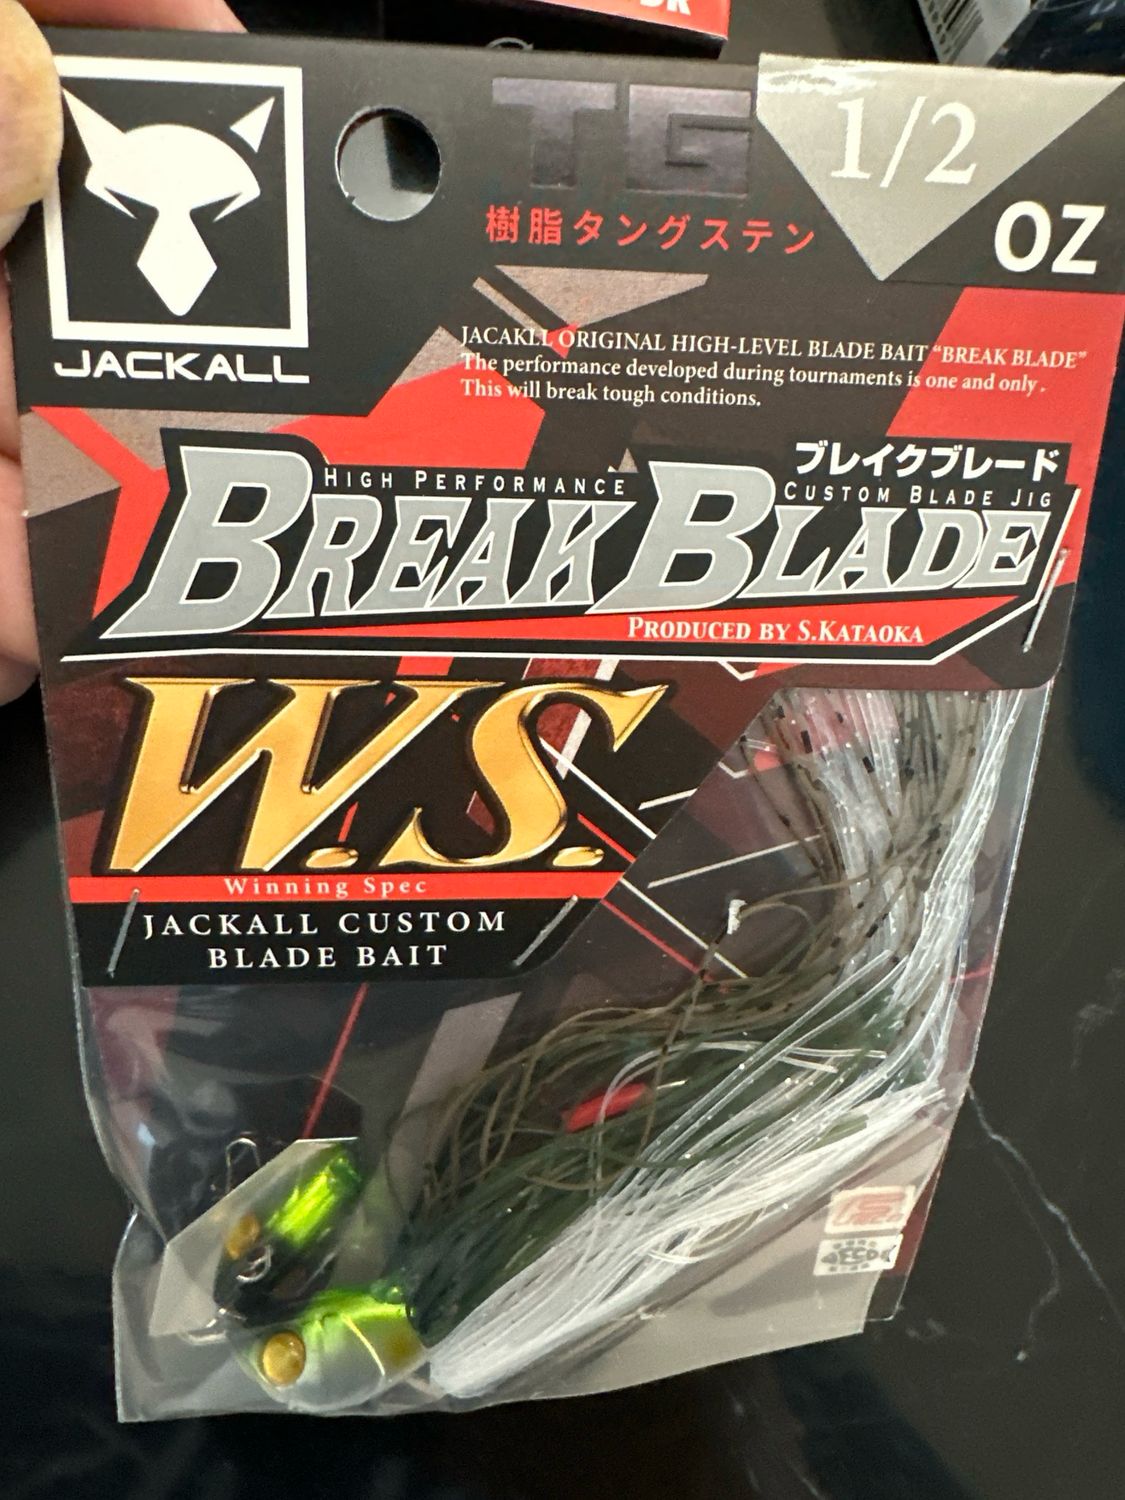 DR
TG
1/2
OZ
樹脂タングステン
JACKALL
JACAKLL ORIGINAL HIGH-LEVEL BLADE BAIT “BREAK BLADE”
The performance developed during tournaments is one and only.
This will break tough conditions.
ブレイクブレード
HIGH PERFORMANCE
CUSTOM BLADE JIG
BREAK BLADE
PRODUCED BY S.KATAOKA
W.S.
Winning Spec
JACKALL CUSTOM
BLADE BAIT